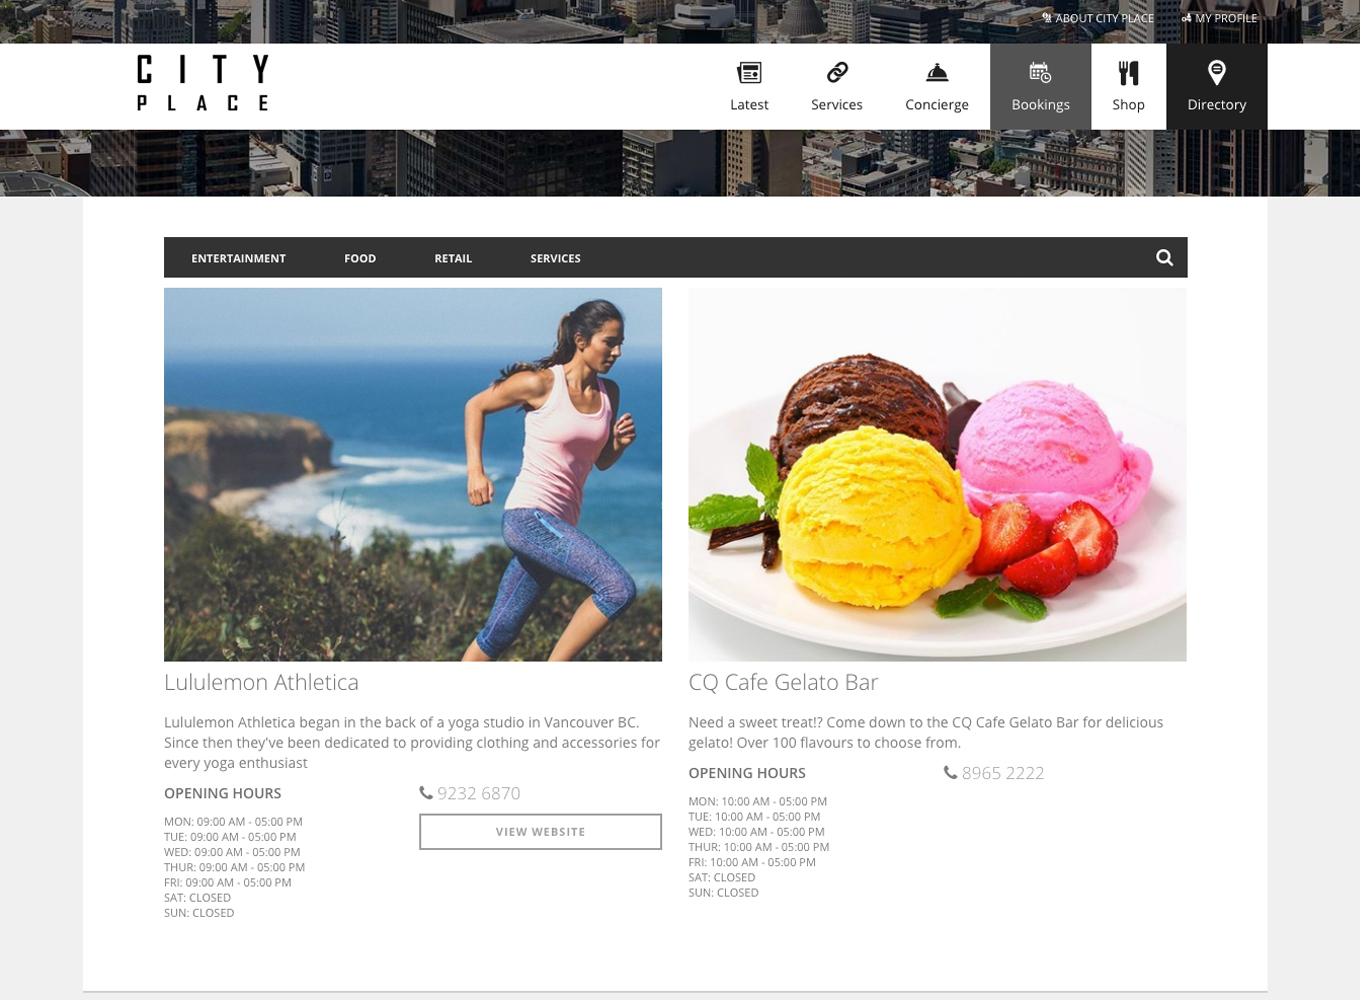 ABOUT CITY PLACE
MY PROFILE
CITY
PLACE
Latest
Services
Concierge
Bookings
Shop
Directory
ENTERTAINMENT
FOOD
RETAIL
SERVICES
Lululemon Athletica
Lululemon Athletica began in the back of a yoga studio in Vancouver BC.
Since then they've been dedicated to providing clothing and accessories for
every yoga enthusiast
OPENING HOURS
MON: 09:00 AM - 05:00 PM
TUE: 09:00 AM - 05:00 PM
WED: 09:00 AM - 05:00 PM
THUR: 09:00 AM - 05:00 PM
FRI: 09:00 AM - 05:00 PM
SAT: CLOSED
SUN: CLOSED
9232 6870
VIEW WEBSITE
CQ Cafe Gelato Bar
Need a sweet treat!? Come down to the CQ Cafe Gelato Bar for delicious
gelato! Over 100 flavours to choose from.
OPENING HOURS
MON: 10:00 AM - 05:00 PM
TUE: 10:00 AM - 05:00 PM
WED: 10:00 AM - 05:00 PM
THUR: 10:00 AM - 05:00 PM
FRI: 10:00 AM - 05:00 PM
SAT: CLOSED
SUN: CLOSED
8965 2222